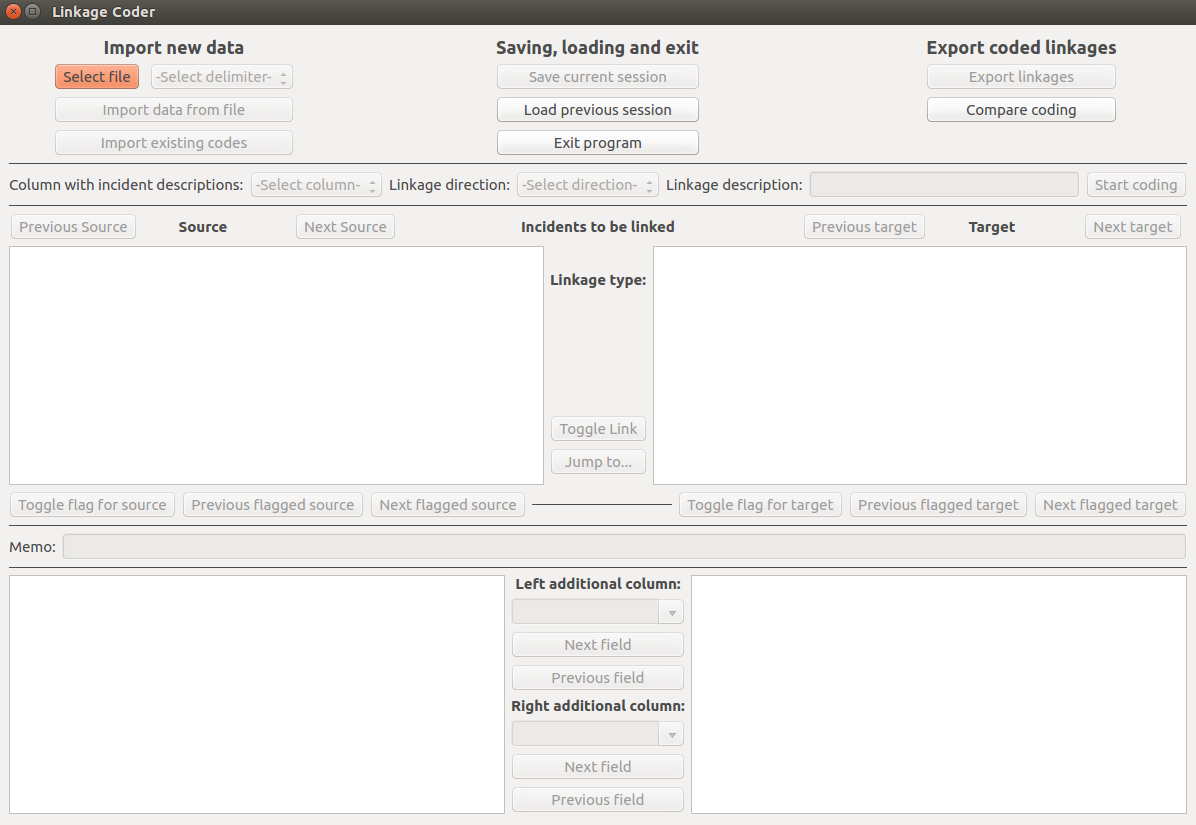 Linkage Coder
Import new data
Saving, loading and exit
Export coded linkages
Select file
-Select delimiter-
Save current session
Export linkages
Import data from file
Load previous session
Compare coding
Import existing codes
Exit program
Column with incident descriptions: -Select column- Linkage direction: -Select direction- Linkage description: Start coding
Previous Source
Source
Next Source
Incidents to be linked
Previous target
Target
Next target
Linkage type:
Toggle Link
Jump to...
Toggle flag for source
Previous flagged source
Next flagged source
Toggle flag for target
Previous flagged target
Next flagged target
Memo:
Left additional column:
Next field
Previous field
Right additional column:
Next field
Previous field